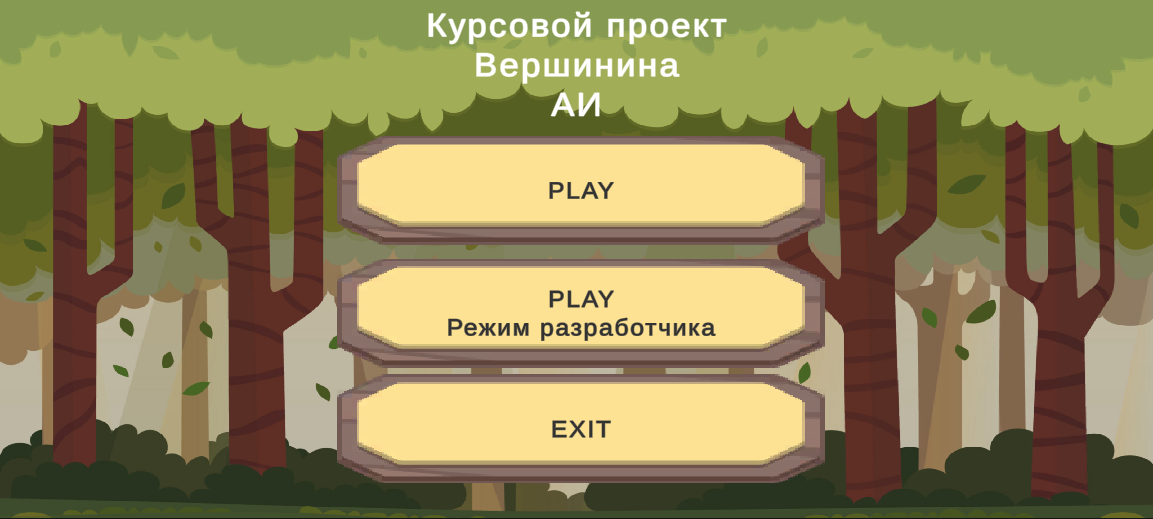 Курсовой проект
Вершинина
АИ
PLAY
PLAY
Режим разработчика
EXIT